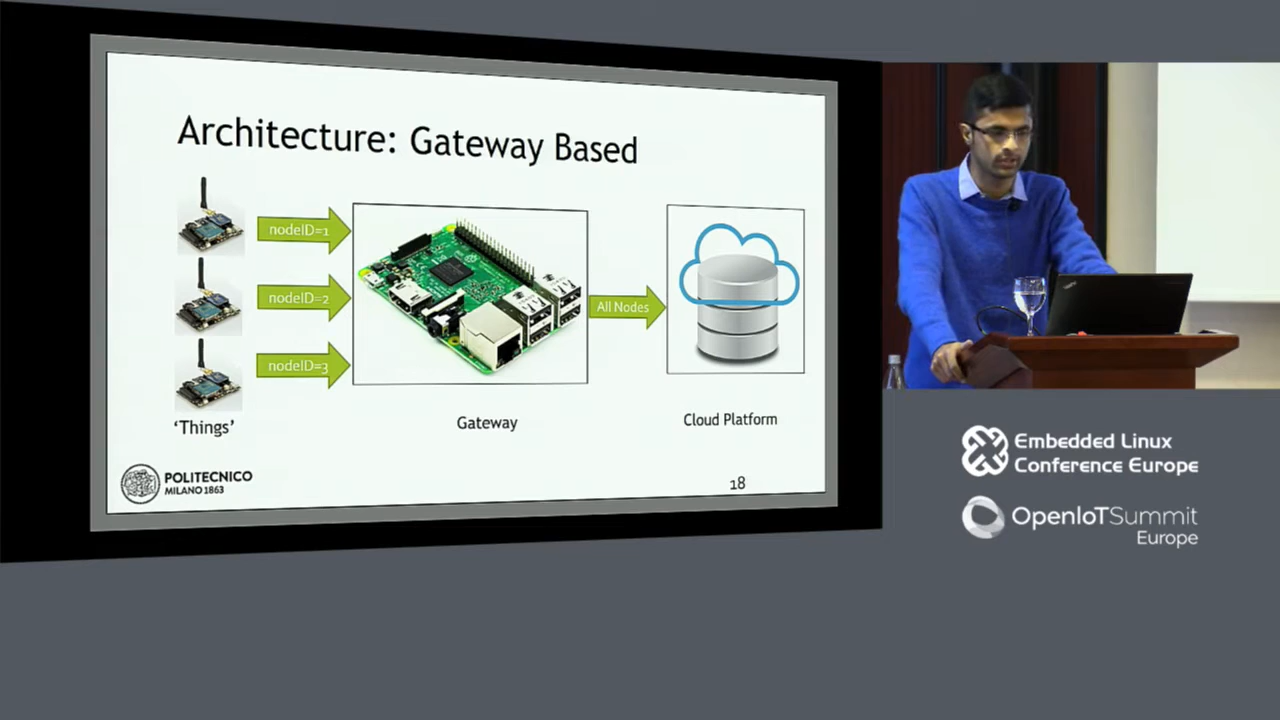 Architecture: Gateway Based
nodeID=1
nodeID=2
nodeID=3
All Nodes
'Things'
Gateway
Cloud Platform
POLITECNICO
MILANO 1863
18
Embedded Linux
Conference Europe
OpenIoTSummit
Europe